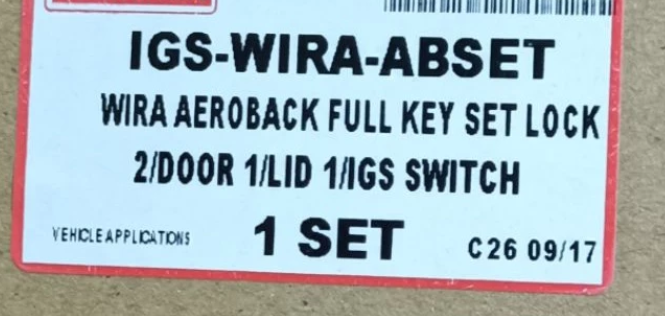 IGS-WIRA-ABSET
WIRA AEROBACK FULL KEY SET LOCK
2/DOOR 1/LID 1/IGS SWITCH
VEHICLE APPLICATIONS 1 SET C26 09/17